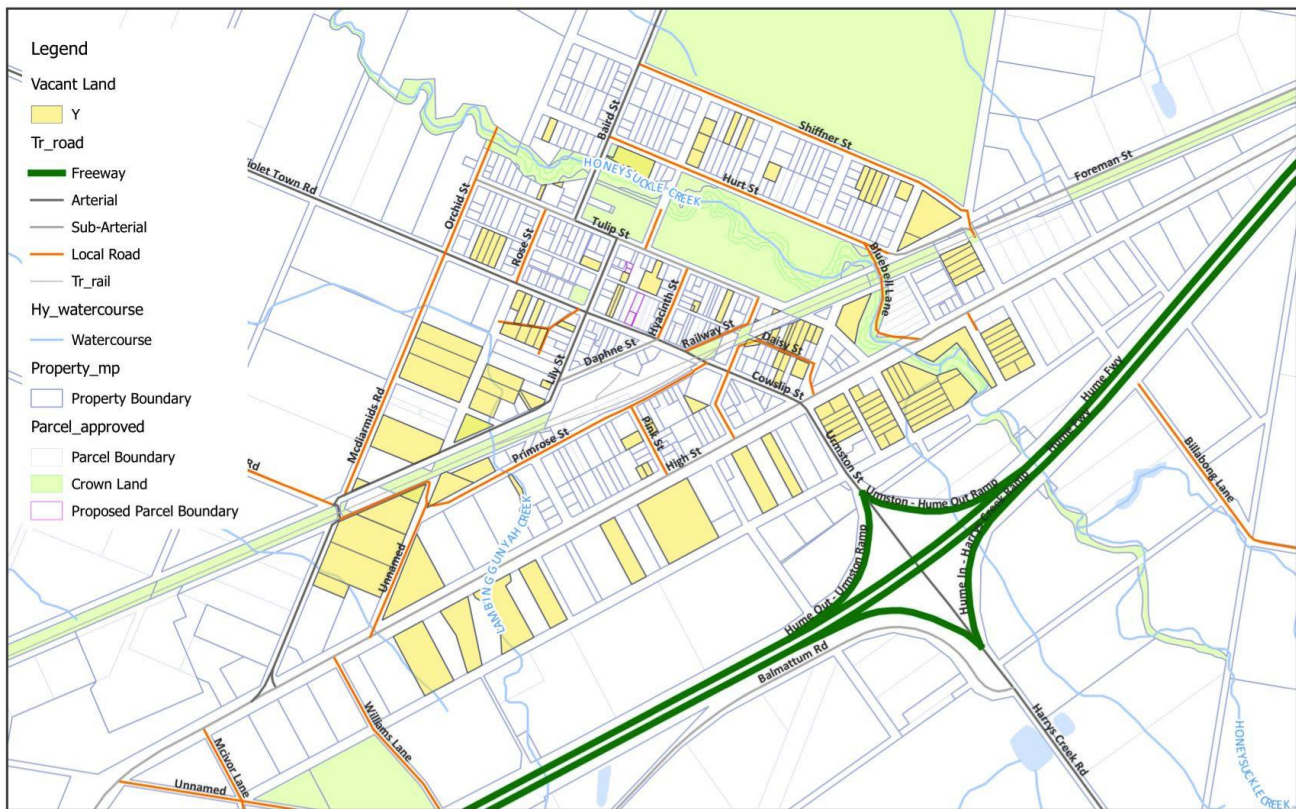 Legend
Vacant Land
Y
Tr_road
Freeway
Arterial
Sub-Arterial
Local Road
Tr_rail
Hy_watercourse
Watercourse
Property_mp
Property Boundary
Parcel_approved
Parcel Boundary
Crown Land
Proposed Parcel Boundary
Baird St
Shiffner St
Foreman St
HONEYSUCKLE CREEK
Hurt St
iolet Town Rd
Orchid St
Rose St
Tulip St
Bluebell Lane
Hyacinth St
Railway St
Daisy St
Daphne St
Lily St
Cowslip St
Hume Fwy
Hume Fwy
Mcdiarmids Rd
Primrose St
Pink St
High St
Urmston St
Rd
Billabong Lane
Urmston - Hume Out Ramp
Hume In - Harrys Creek Ramp
Hume Out - Urmston Ramp
LAMBING GUNYAH CREEK
Unnamed
Balmattum Rd
Williams Lane
Harrys Creek Rd
HONEYSUCKLE CREEK
Mcivor Lane
Unnamed